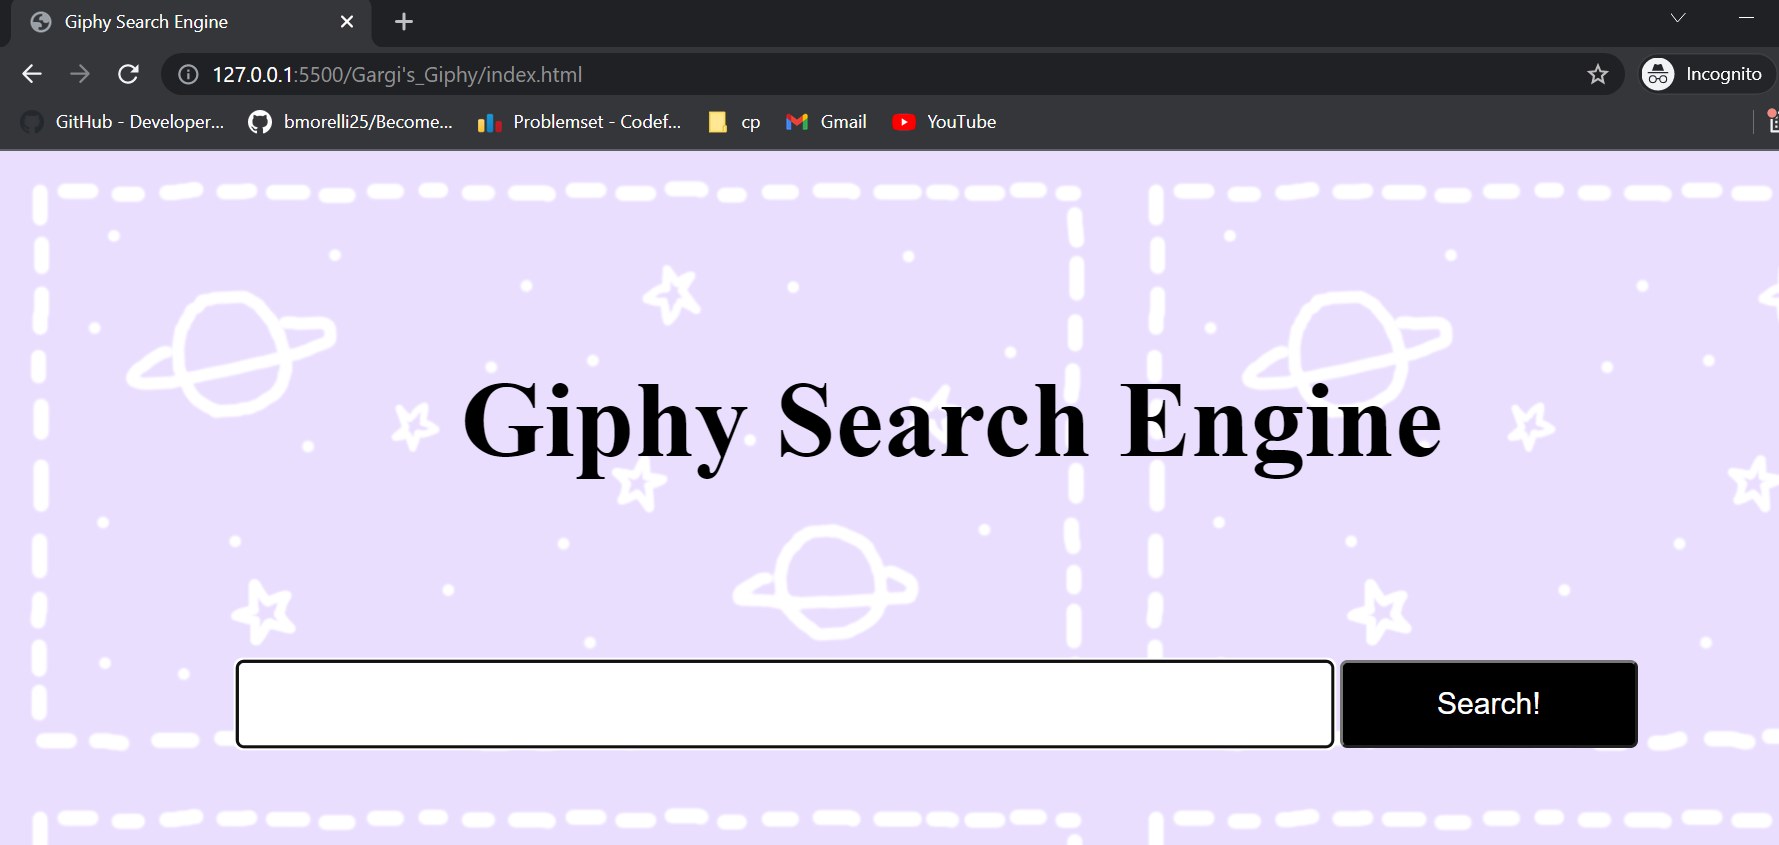 Giphy Search Engine
127.0.0.1:5500/Gargi's_Giphy/index.html
Incognito
GitHub - Developer... bmorelli25/Become... Problemset - Codef... cp Gmail YouTube
Giphy Search Engine
Search!